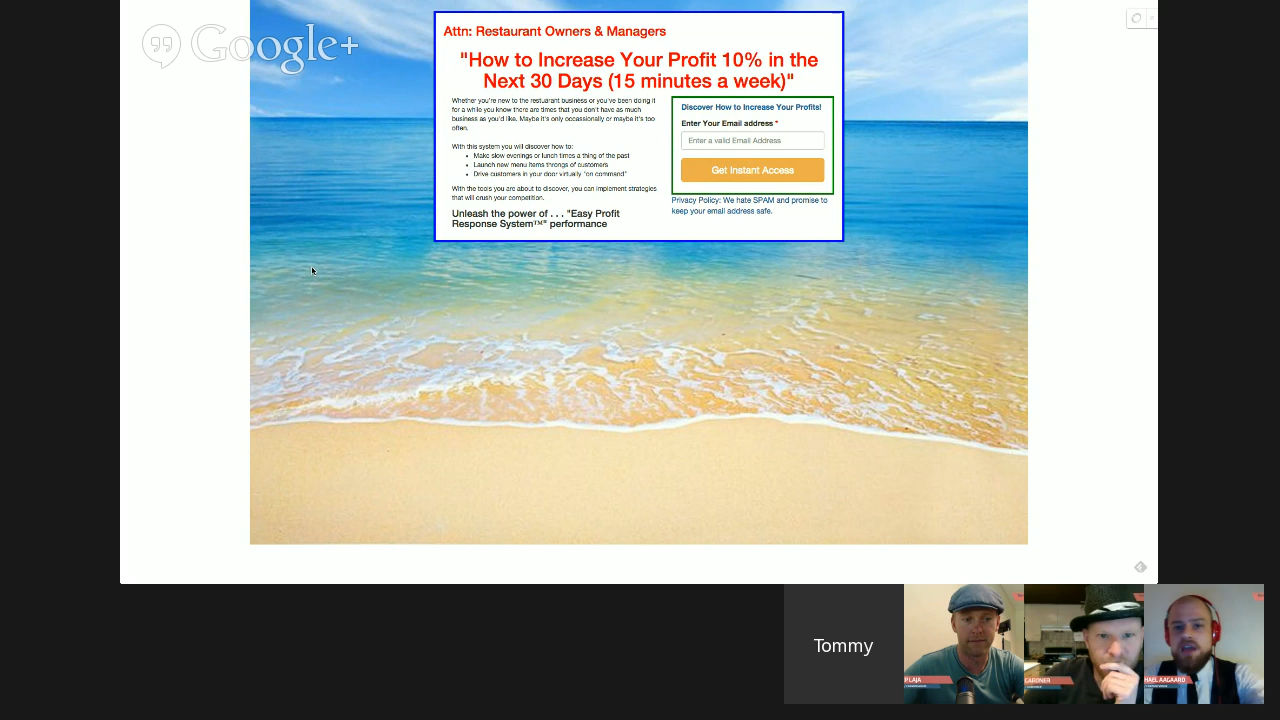 Google+
Attn: Restaurant Owners & Managers
"How to Increase Your Profit 10% in the
Next 30 Days (15 minutes a week)"
Whether you're new to the restuarant business or you've been doing it
for a while you know there are times that you don't have as much
business as you'd like. Maybe it's only occassionally or maybe it's too
often.
With this system you will discover how to:
Make slow evenings or lunch times a thing of the past
Launch new menu items throngs of customers
Drive customers in your door virtually "on command"
With the tools you are about to discover, you can implement strategies
that will crush your competition.
Unleash the power of . . . "Easy Profit
Response System™" performance
Discover How to Increase Your Profits!
Enter Your Email address *
Enter a valid Email Address
Get Instant Access
Privacy Policy: We hate SPAM and promise to
keep your email address safe.
Tommy
P LAJA
GARDNER
HAEL AAGAARD